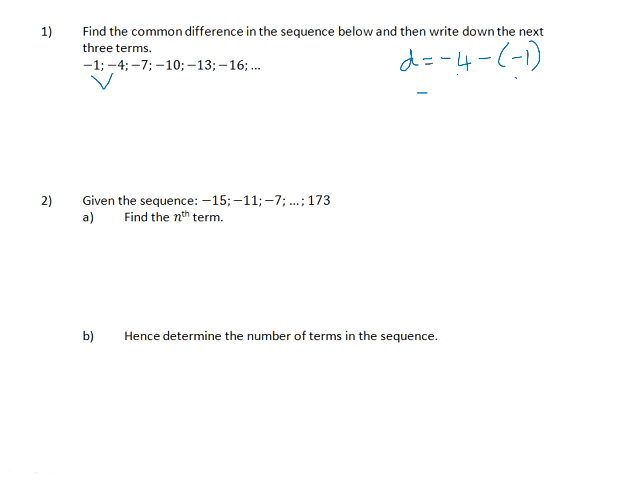 1) Find the common difference in the sequence below and then write down the next
three terms.
−1; −4; −7; −10; −13; −16; ...
d = −4 − (−1)
=
2) Given the sequence: −15; −11; −7; ...; 173
a) Find the nᵗʰ term.
b) Hence determine the number of terms in the sequence.